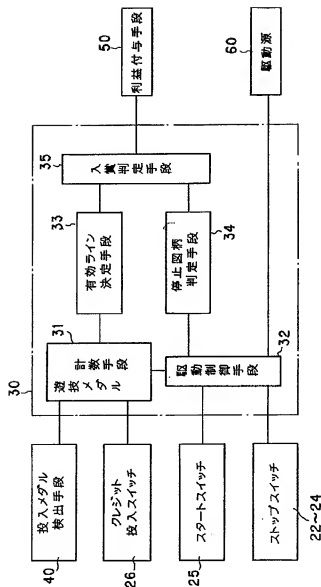 30
40
投入メダル
検出手段
26
クレジット
投入スイッチ
25
スタートスイッチ
22〜24
ストップスイッチ
31
遊技メダル
計数手段
32
駆動制御手段
33
有効ライン
決定手段
34
停止図柄
判定手段
35
入賞判定手段
50
利益付与手段
60
駆動源